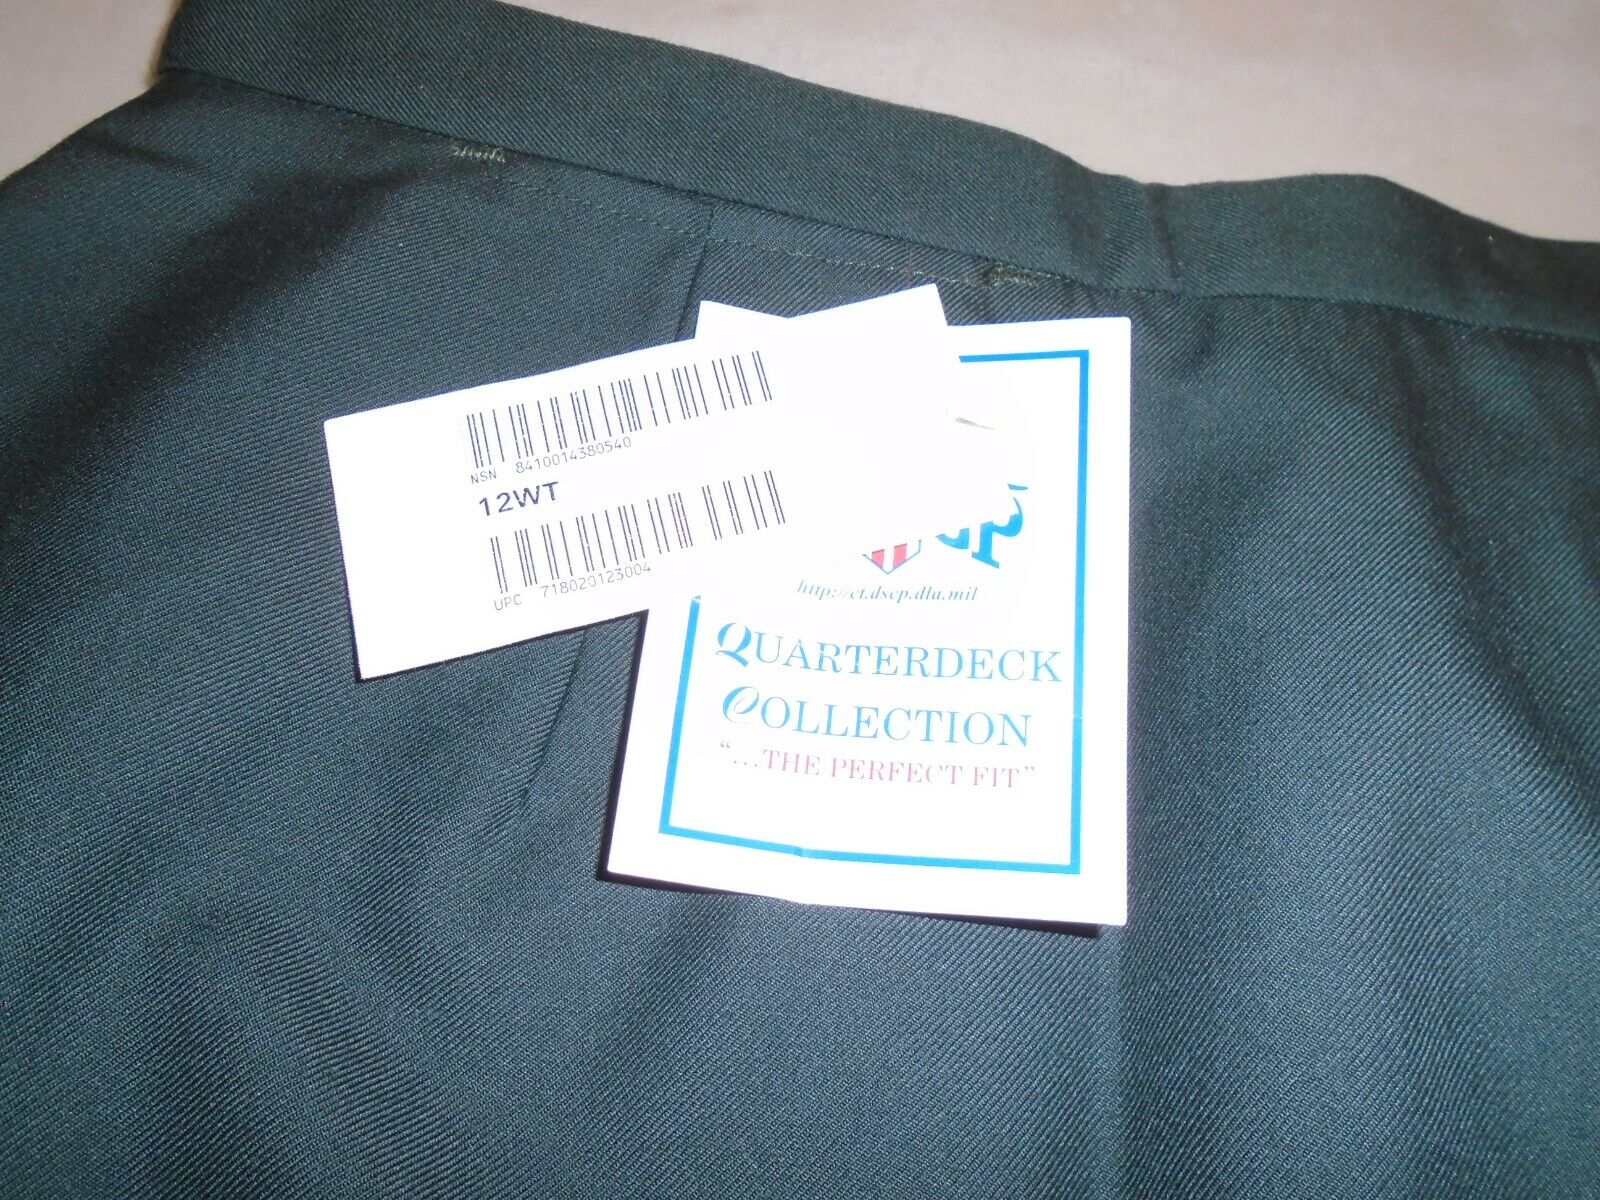 NSN 8410014380540
12WT
UPC 718020123004
http://ct.dscp.dla.mil
QUARTERDECK
COLLECTION
"...THE PERFECT FIT"